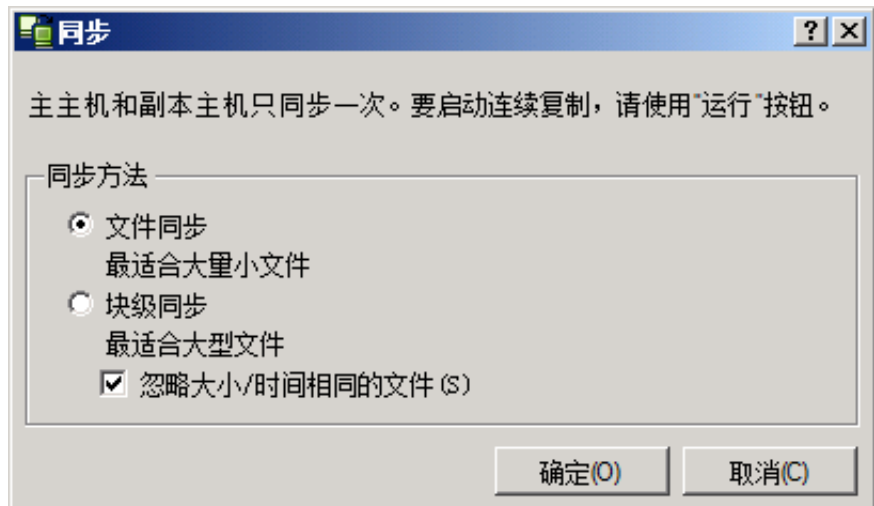 同步
主主机和副本主机只同步一次。要启动连续复制，请使用"运行"按钮。
同步方法
文件同步
最适合大量小文件
块级同步
最适合大型文件
忽略大小/时间相同的文件(S)
确定(O)
取消(C)